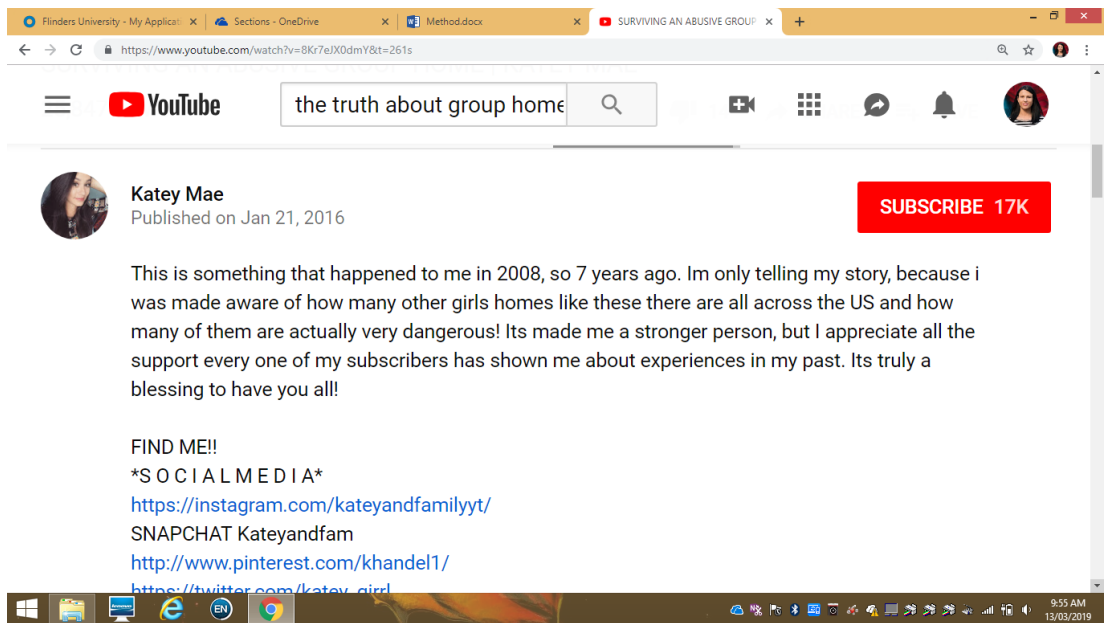 Flinders University - My Applicati
Sections - OneDrive
Method.docx
SURVIVING AN ABUSIVE GROUP
https://www.youtube.com/watch?v=8Kr7eJX0dmY&t=261s
YouTube
the truth about group home
Katey Mae
Published on Jan 21, 2016
SUBSCRIBE 17K
This is something that happened to me in 2008, so 7 years ago. Im only telling my story, because i
was made aware of how many other girls homes like these there are all across the US and how
many of them are actually very dangerous! Its made me a stronger person, but I appreciate all the
support every one of my subscribers has shown me about experiences in my past. Its truly a
blessing to have you all!
FIND ME!!
*S O C I A L M E D I A*
https://instagram.com/kateyandfamilyyt/
SNAPCHAT Kateyandfam
http://www.pinterest.com/khandel1/
https://twitter.com/katey_girrl
EN
9:55 AM
13/03/2019